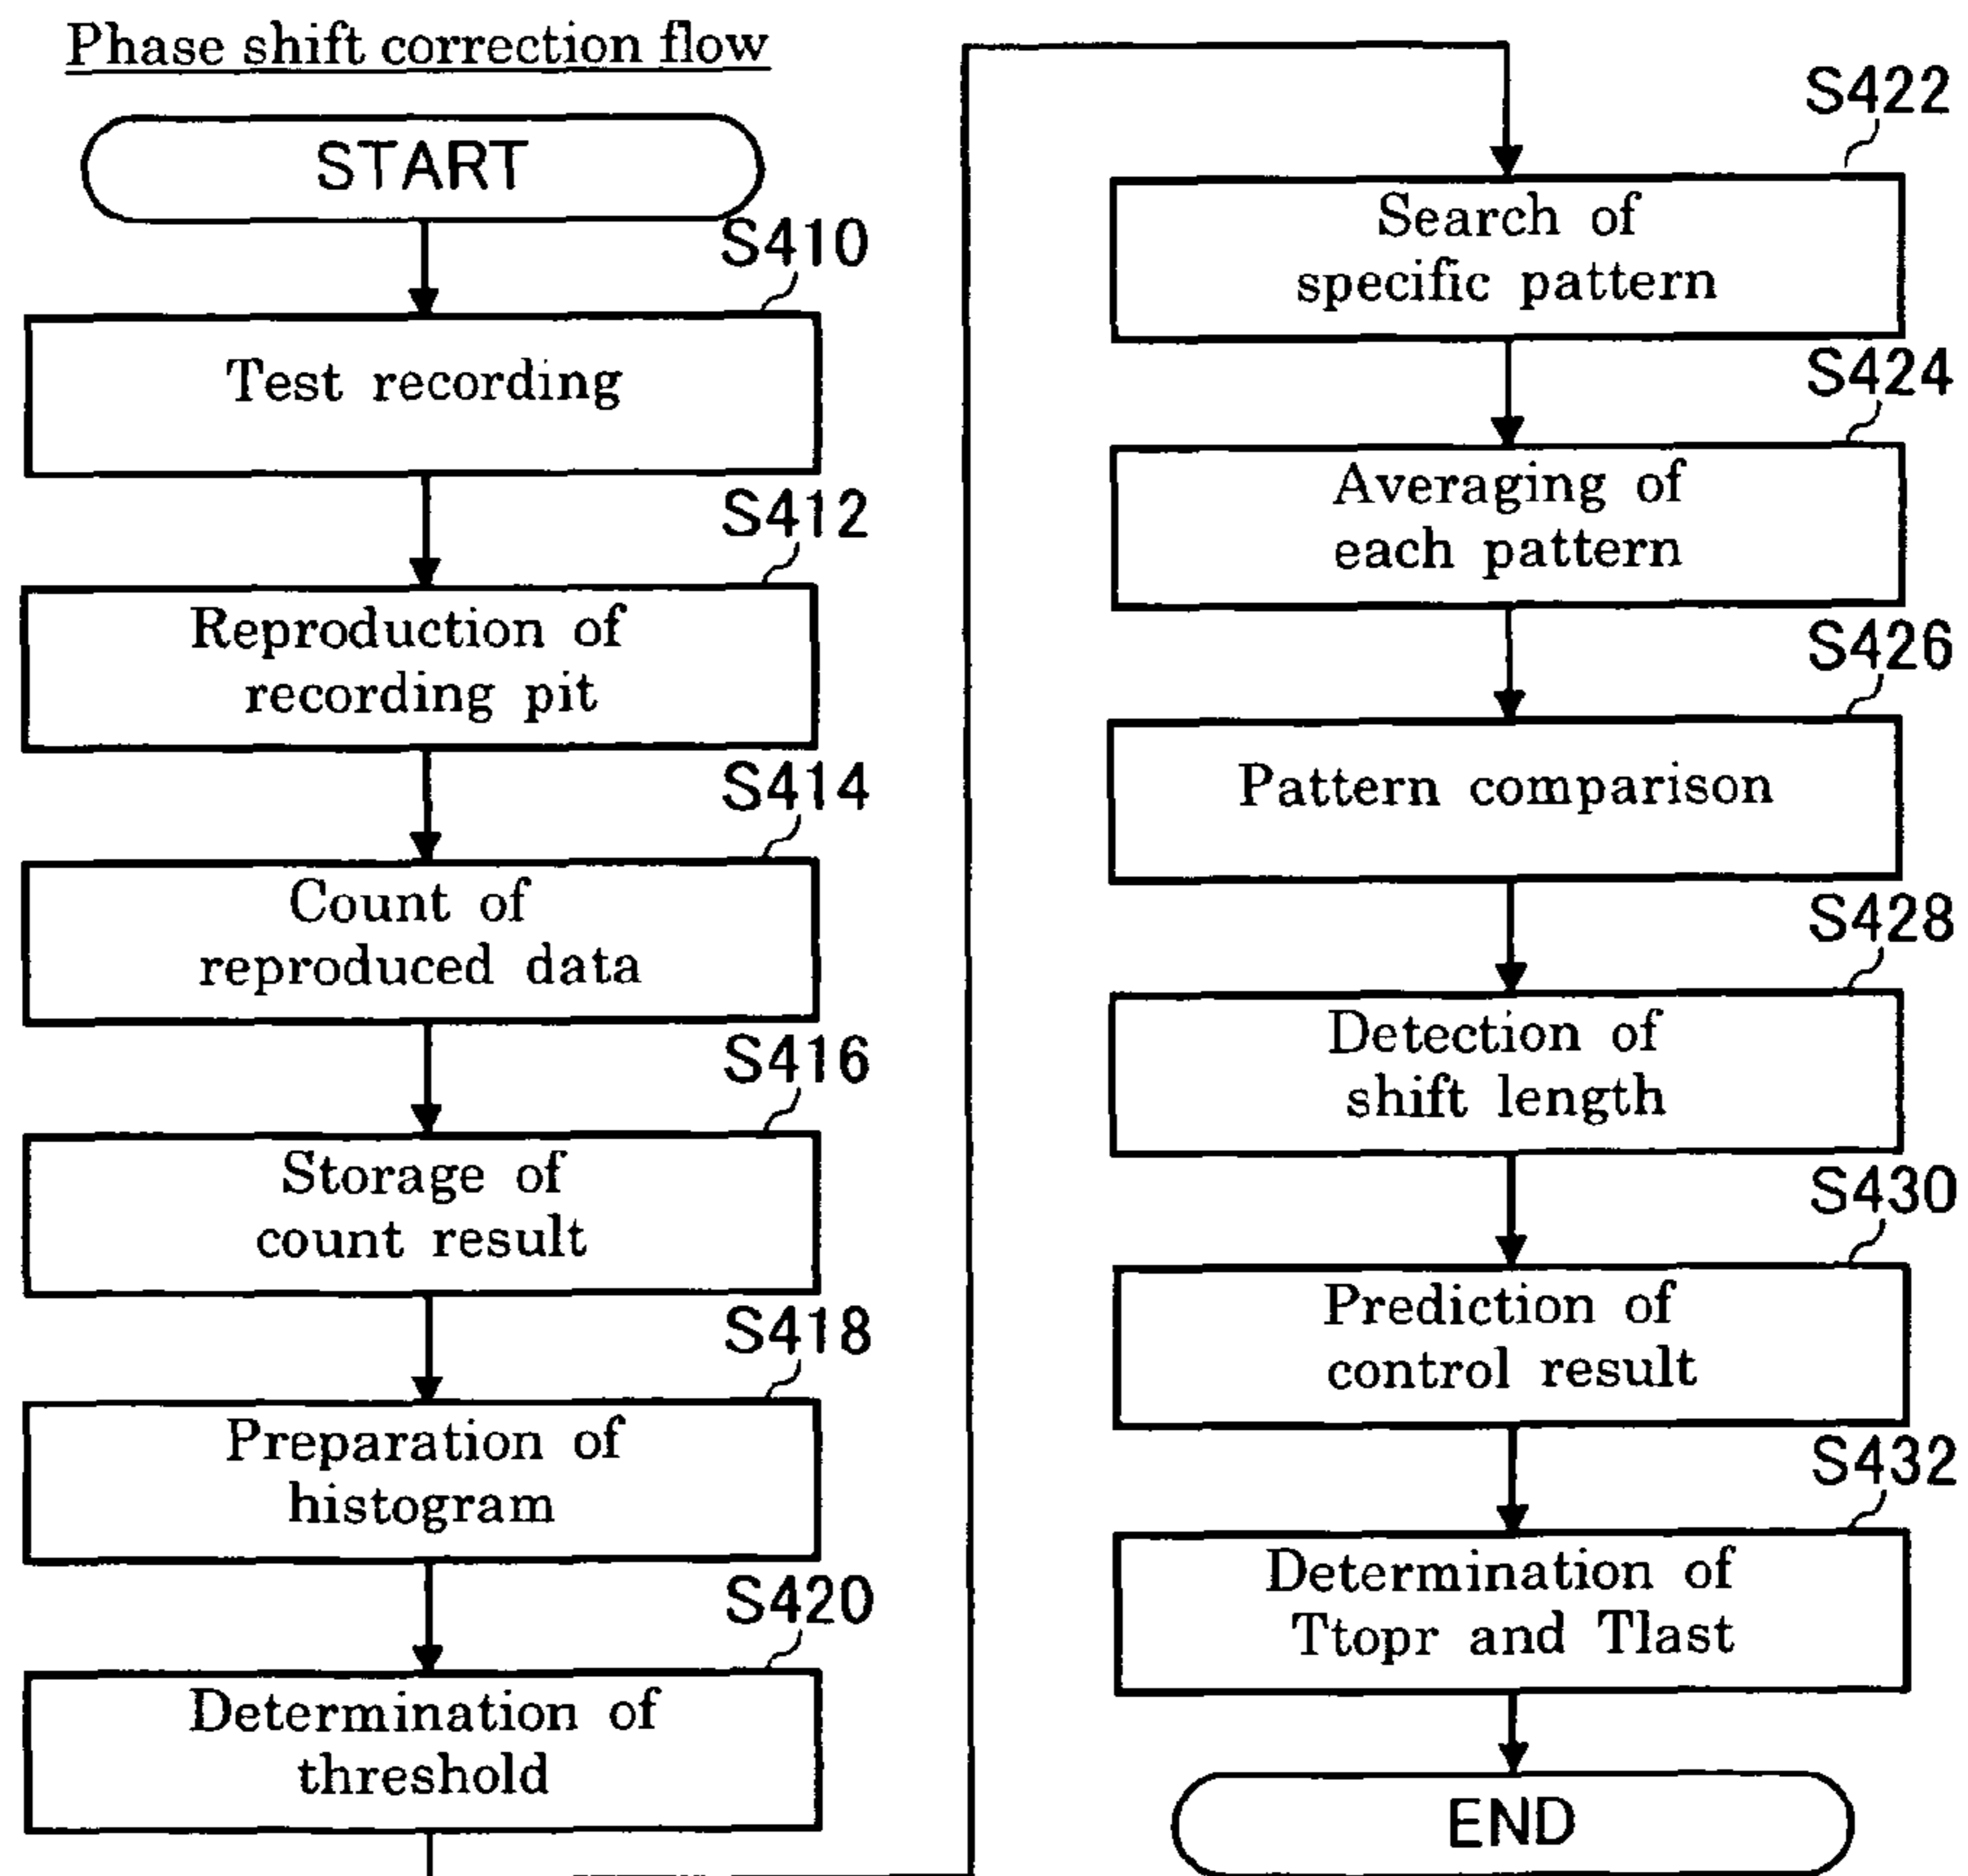 Phase shift correction flow
START
S410
Test recording
S412
Reproduction of
recording pit
S414
Count of
reproduced data
S416
Storage of
count result
S418
Preparation of
histogram
S420
Determination of
threshold
S422
Search of
specific pattern
S424
Averaging of
each pattern
S426
Pattern comparison
S428
Detection of
shift length
S430
Prediction of
control result
S432
Determination of
Ttopr and Tlast
END